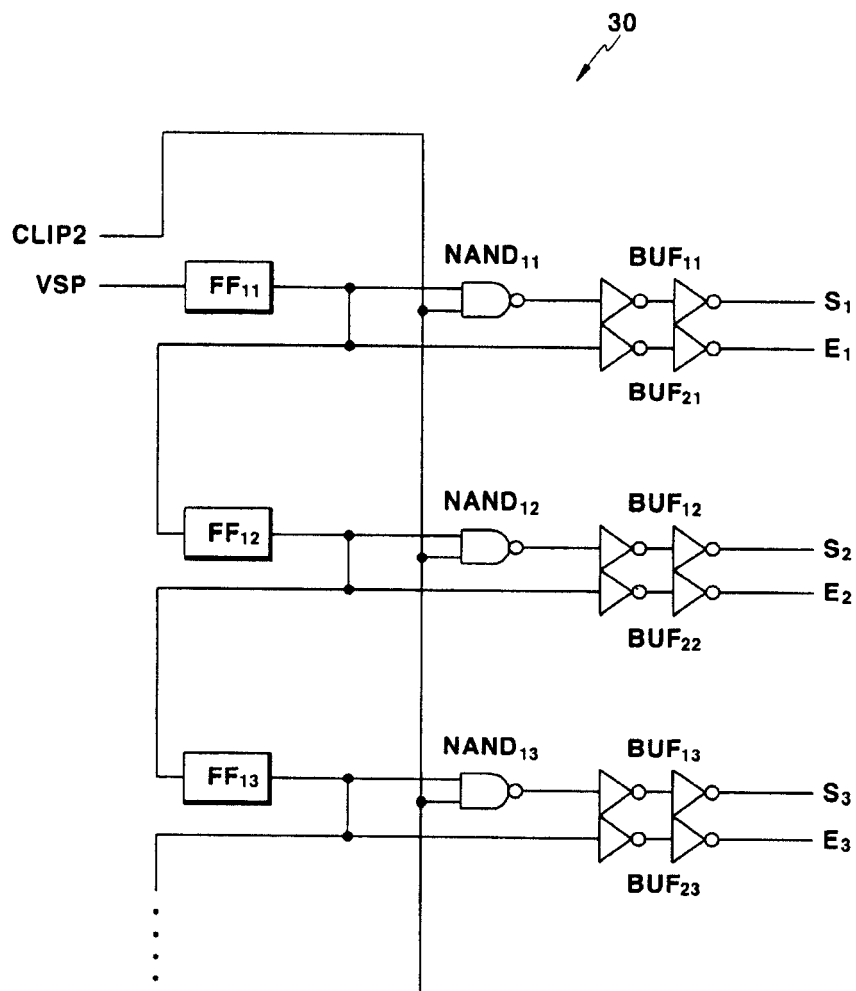 30
CLIP2
VSP
FF₁₁
NAND₁₁
BUF₁₁
S₁
E₁
BUF₂₁
FF₁₂
NAND₁₂
BUF₁₂
S₂
E₂
BUF₂₂
FF₁₃
NAND₁₃
BUF₁₃
S₃
E₃
BUF₂₃